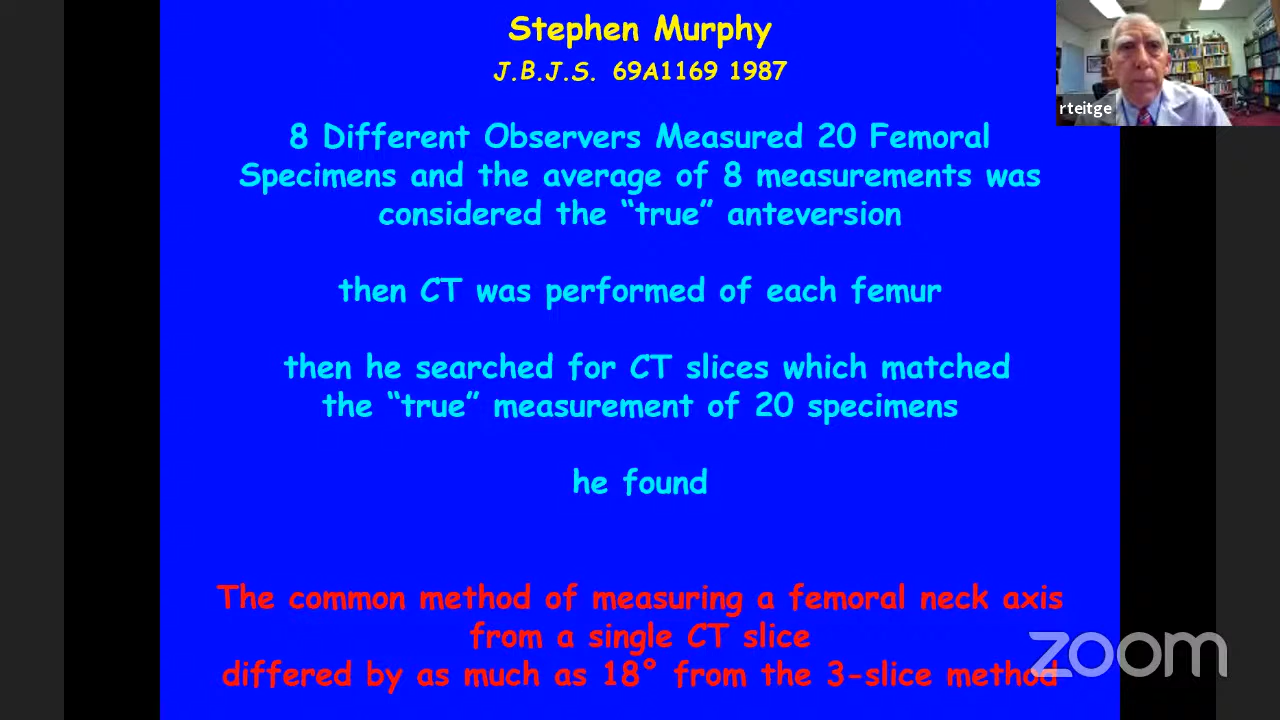 Stephen Murphy
J.B.J.S. 69A1169 1987
rteitge
8 Different Observers Measured 20 Femoral
Specimens and the average of 8 measurements was
considered the “true” anteversion
then CT was performed of each femur
then he searched for CT slices which matched
the “true” measurement of 20 specimens
he found
The common method of measuring a femoral neck axis
from a single CT slice
differed by as much as 18° from the 3-slice method
zoom